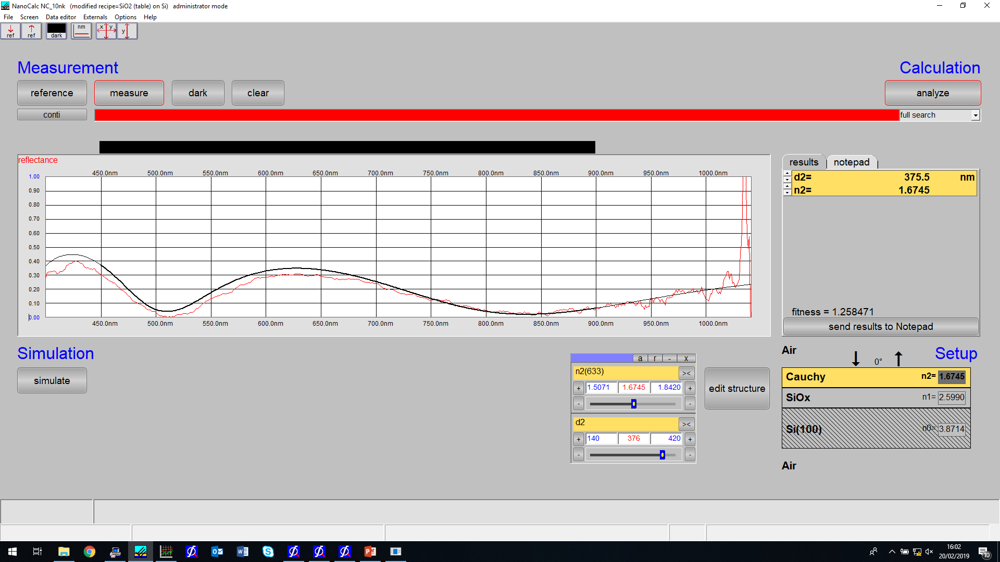 NanoCalc NC_10nk (modified recipe=SiO2 (table) on Si) administrator mode
File Screen Data editor Externals Options Help
ref ref dark nm x y y
Measurement
Calculation
reference measure dark clear
analyze
conti
full search
reflectance
450.0nm 500.0nm 550.0nm 600.0nm 650.0nm 700.0nm 750.0nm 800.0nm 850.0nm 900.0nm 950.0nm 1000.0nm
1.00
0.90
0.80
0.70
0.60
0.50
0.40
0.30
0.20
0.10
0.00
450.0nm 500.0nm 550.0nm 600.0nm 650.0nm 700.0nm 750.0nm 800.0nm 850.0nm 900.0nm 950.0nm 1000.0nm
results notepad
d2= 375.5 nm
n2= 1.6745
fitness = 1.258471
send results to Notepad
Simulation
simulate
a r - x
n2(633) ><
+ 1.5071 1.6745 1.8420 +
- -
d2 ><
+ 140 376 420 +
- -
edit structure
Air
0°
Setup
Cauchy n2= 1.6745
SiOx n1= 2.5990
Si(100) n0= 3.8714
Air
16:02
20/02/2019
10